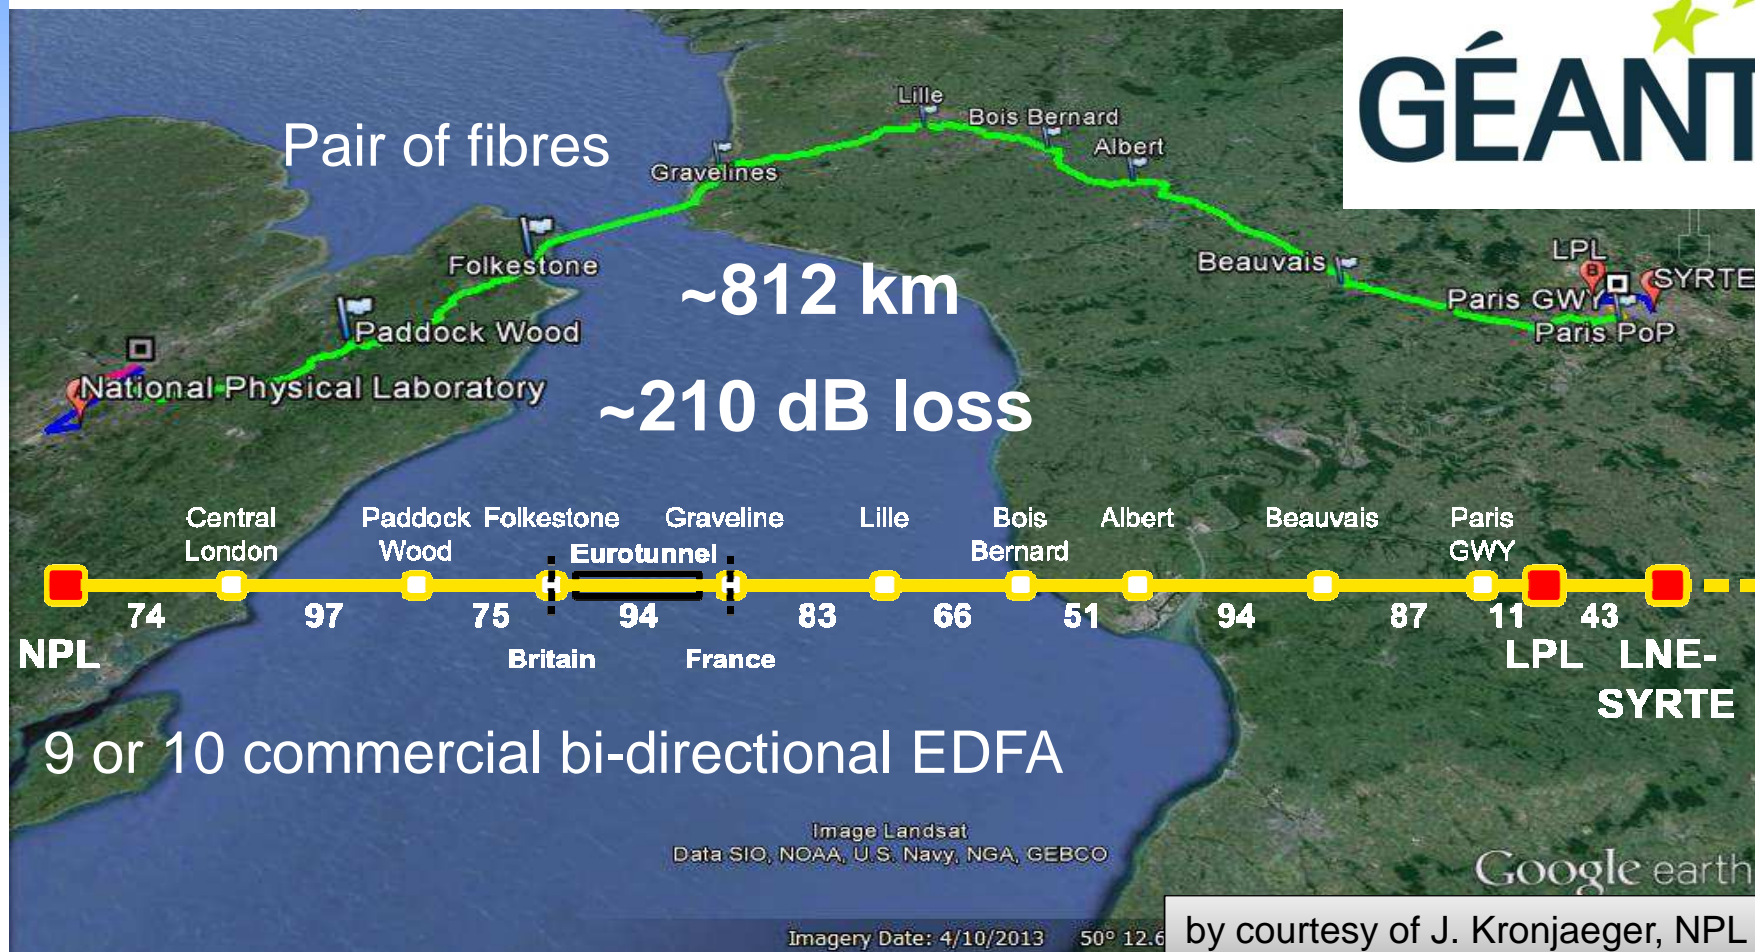 GÉANT
Pair of fibres
Lille
Bois Bernard
Albert
Gravelines
Folkestone
Beauvais
LPL
B
SYRTE
Paris GWY
Paris PoP
Paddock Wood
National Physical Laboratory
~812 km
~210 dB loss
Central
London
Paddock
Wood
Folkestone
Graveline
Eurotunnel
Lille
Bois
Bernard
Albert
Beauvais
Paris
GWY
74 97 75 94 83 66 51 94 87 11 43
NPL
Britain
France
LPL
LNE-
SYRTE
9 or 10 commercial bi-directional EDFA
Image Landsat
Data SIO, NOAA, U.S. Navy, NGA, GEBCO
Google earth
Imagery Date: 4/10/2013 50° 12.6
by courtesy of J. Kronjaeger, NPL